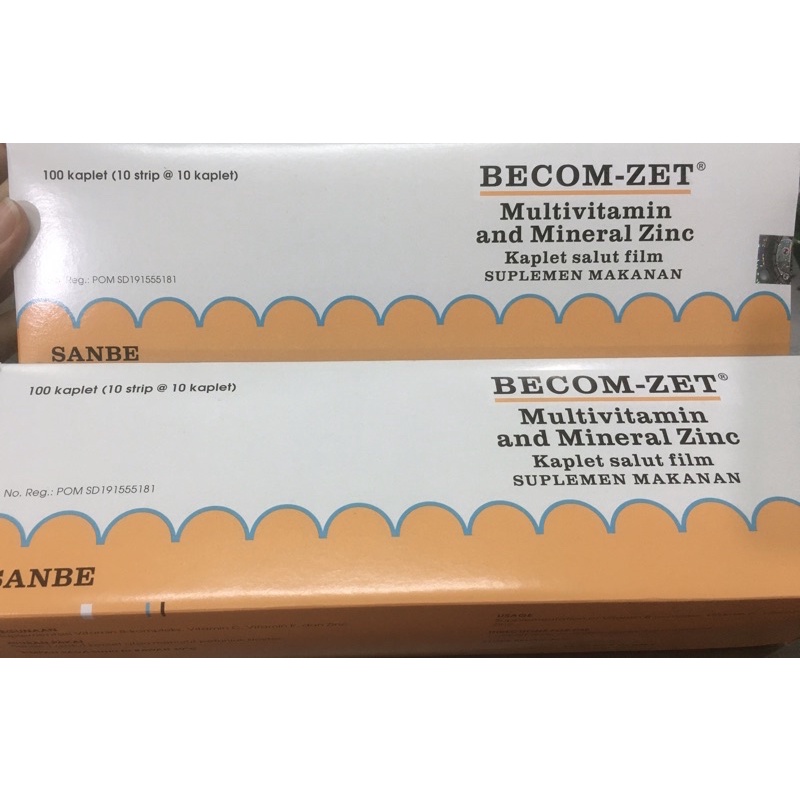 100 kaplet (10 strip @ 10 kaplet)
BECOM-ZET®
Multivitamin
and Mineral Zinc
Kaplet salut film
SUPLEMEN MAKANAN
Reg.: POM SD191555181
SANBE
100 kaplet (10 strip @ 10 kaplet)
BECOM-ZET®
Multivitamin
and Mineral Zinc
Kaplet salut film
SUPLEMEN MAKANAN
No. Reg.: POM SD191555181
SANBE